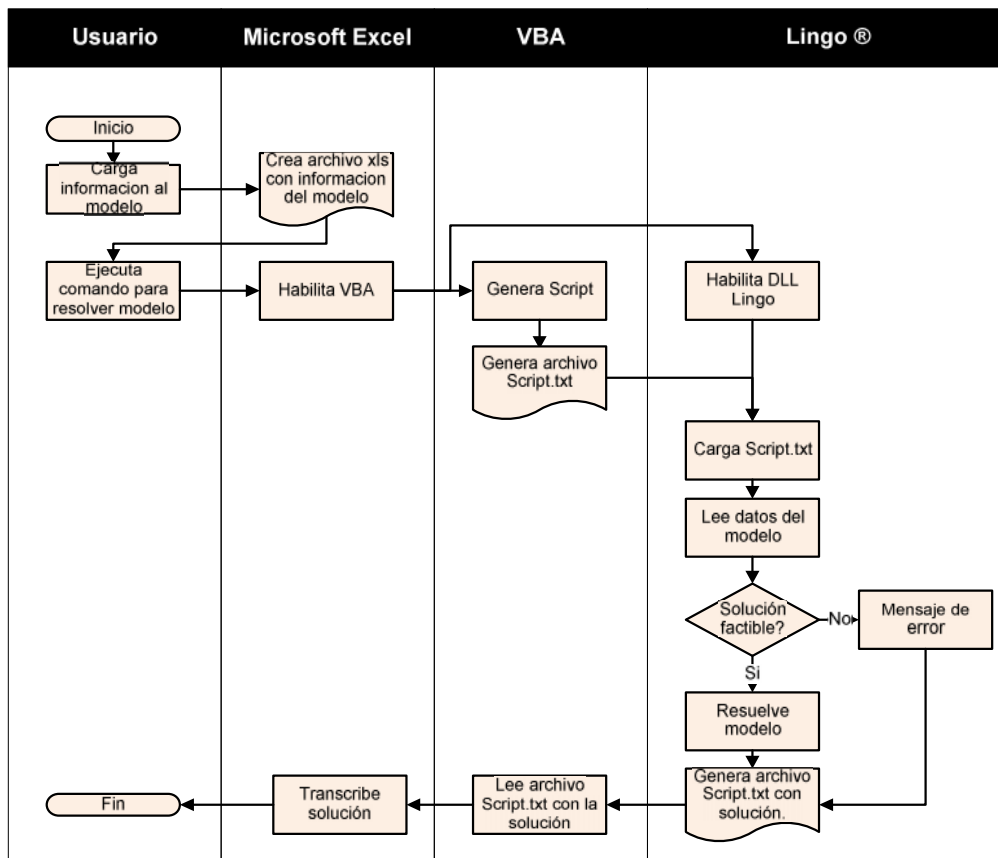 Usuario
Microsoft Excel
VBA
Lingo ®
Inicio
Carga
informacion al
modelo
Crea archivo xls
con informacion
del modelo
Ejecuta
comando para
resolver modelo
Habilita VBA
Genera Script
Habilita DLL
Lingo
Genera archivo
Script.txt
Carga Script.txt
Lee datos del
modelo
Solución
factible?
No
Mensaje de
error
Si
Resuelve
modelo
Genera archivo
Script.txt con
solución.
Lee archivo
Script.txt con la
solución
Transcribe
solución
Fin